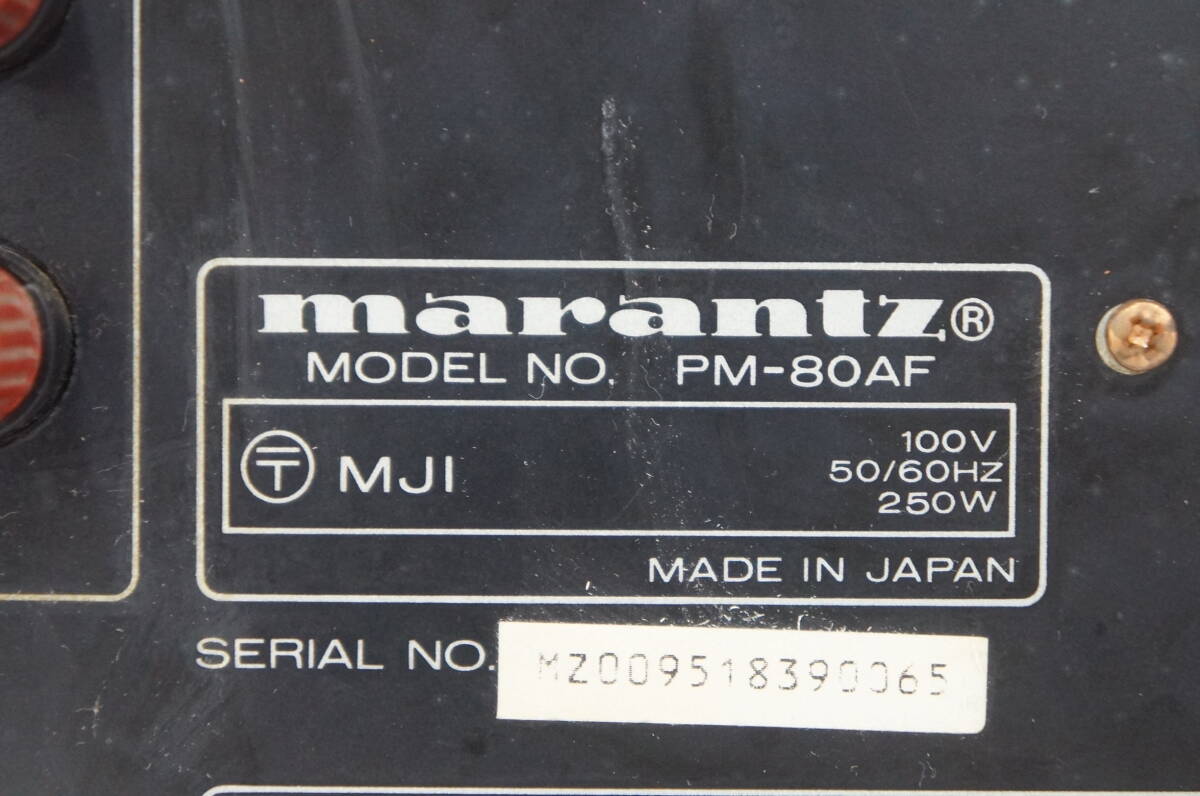 marantz®
MODEL NO. PM-80AF
〒 MJI
100V
50/60HZ
250W
MADE IN JAPAN
SERIAL NO. MZ009518390065